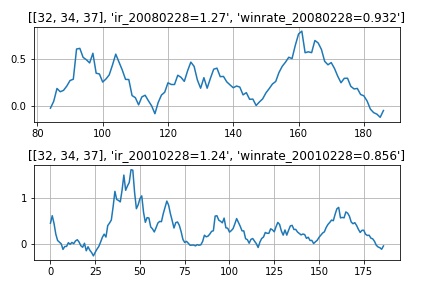 [[32, 34, 37], 'ir_20080228=1.27', 'winrate_20080228=0.932']
0.5
0.0
80 100 120 140 160 180
[[32, 34, 37], 'ir_20010228=1.24', 'winrate_20010228=0.856']
1
0
0 25 50 75 100 125 150 175